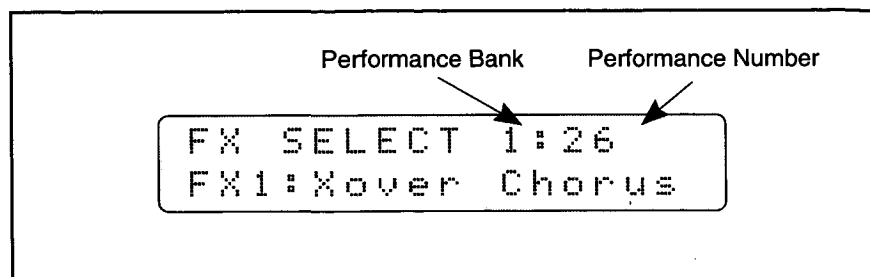 Performance Bank Performance Number
FX SELECT 1:26
FX1:Xover Chorus